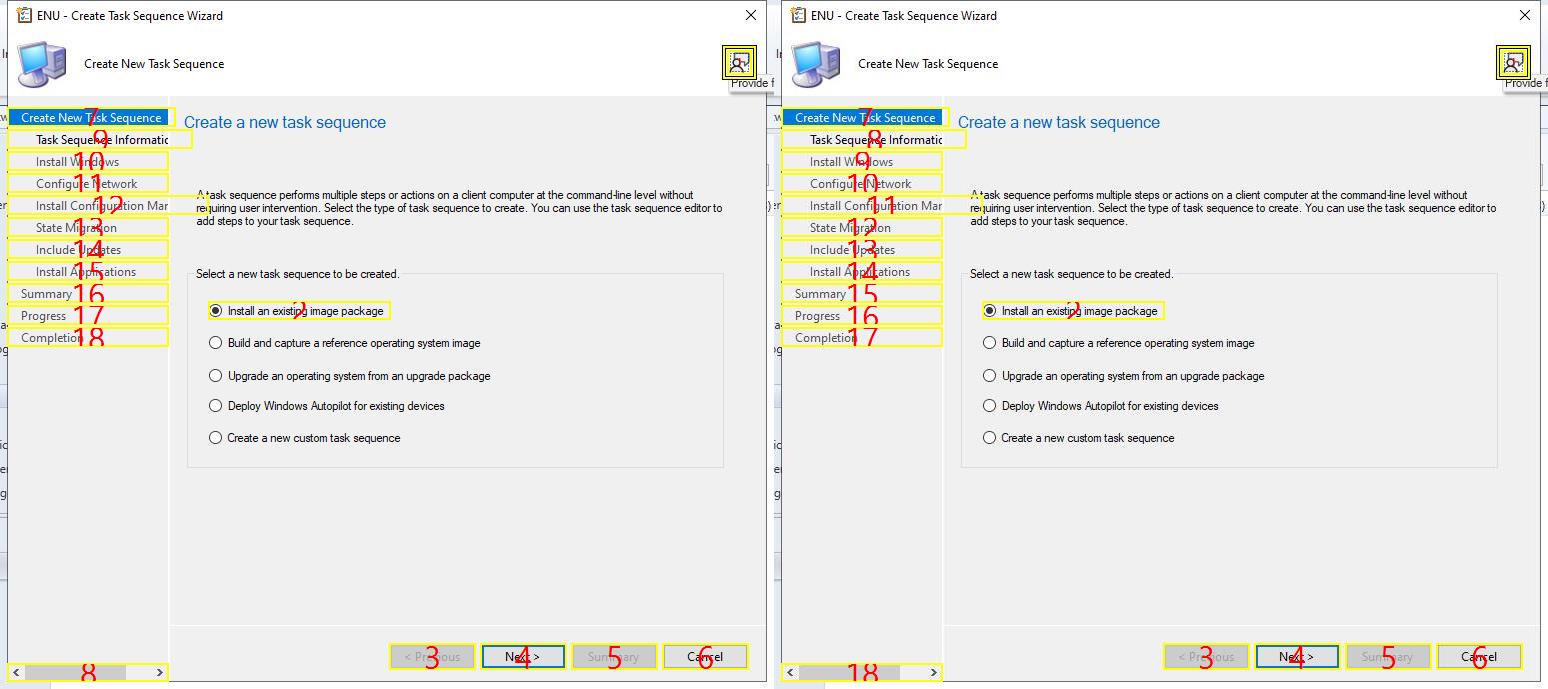 ENU - Create Task Sequence Wizard
Create New Task Sequence
1
Provide f
7
Create New Task Sequence
9
Task Sequence Informatic
10
Install Windows
11
Configure Network
12
Install Configuration Mar
13
State Migration
14
Include Updates
15
Install Applications
16
Summary
17
Progress
18
Completion
8
Create a new task sequence
A task sequence performs multiple steps or actions on a client computer at the command-line level without
requiring user intervention. Select the type of task sequence to create. You can use the task sequence editor to
add steps to your task sequence.
Select a new task sequence to be created.
2
Install an existing image package
Build and capture a reference operating system image
Upgrade an operating system from an upgrade package
Deploy Windows Autopilot for existing devices
Create a new custom task sequence
3
< Previous
4
Next >
5
Summary
6
Cancel
ENU - Create Task Sequence Wizard
Create New Task Sequence
1
Provide f
7
Create New Task Sequence
8
Task Sequence Informatic
9
Install Windows
10
Configure Network
11
Install Configuration Mar
12
State Migration
13
Include Updates
14
Install Applications
15
Summary
16
Progress
17
Completion
18
Create a new task sequence
A task sequence performs multiple steps or actions on a client computer at the command-line level without
requiring user intervention. Select the type of task sequence to create. You can use the task sequence editor to
add steps to your task sequence.
Select a new task sequence to be created.
2
Install an existing image package
Build and capture a reference operating system image
Upgrade an operating system from an upgrade package
Deploy Windows Autopilot for existing devices
Create a new custom task sequence
3
< Previous
4
Next >
5
Summary
6
Cancel